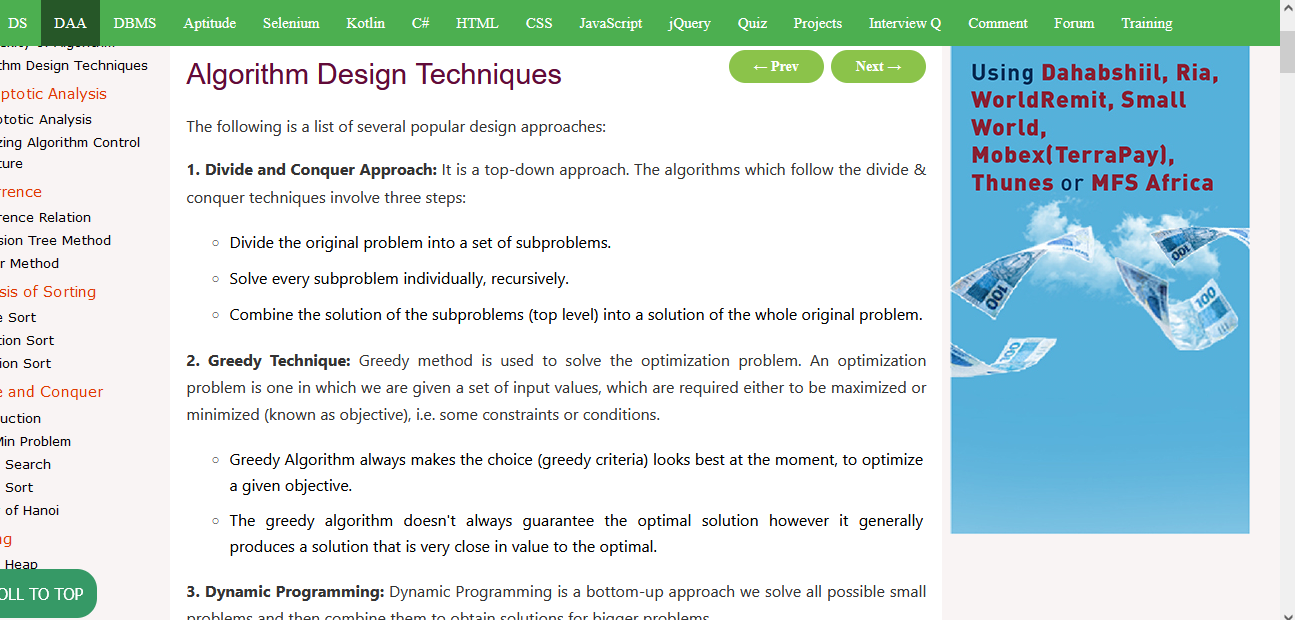 DS DAA DBMS Aptitude Selenium Kotlin C# HTML CSS JavaScript jQuery Quiz Projects Interview Q Comment Forum Training
thm Design Techniques
ptotic Analysis
ptotic Analysis
zing Algorithm Control
ture
rrence
rence Relation
sion Tree Method
r Method
sis of Sorting
e Sort
tion Sort
ion Sort
e and Conquer
uction
Min Problem
Search
Sort
of Hanoi
ng
Heap
OLL TO TOP
Algorithm Design Techniques
← Prev
Next →
The following is a list of several popular design approaches:
1. Divide and Conquer Approach: It is a top-down approach. The algorithms which follow the divide &
conquer techniques involve three steps:
Divide the original problem into a set of subproblems.
Solve every subproblem individually, recursively.
Combine the solution of the subproblems (top level) into a solution of the whole original problem.
2. Greedy Technique: Greedy method is used to solve the optimization problem. An optimization
problem is one in which we are given a set of input values, which are required either to be maximized or
minimized (known as objective), i.e. some constraints or conditions.
Greedy Algorithm always makes the choice (greedy criteria) looks best at the moment, to optimize
a given objective.
The greedy algorithm doesn't always guarantee the optimal solution however it generally
produces a solution that is very close in value to the optimal.
3. Dynamic Programming: Dynamic Programming is a bottom-up approach we solve all possible small
problems and then combine them to obtain solutions for bigger problems.
Using Dahabshiil, Ria,
WorldRemit, Small
World,
Mobex(TerraPay),
Thunes or MFS Africa
100
100
100
100